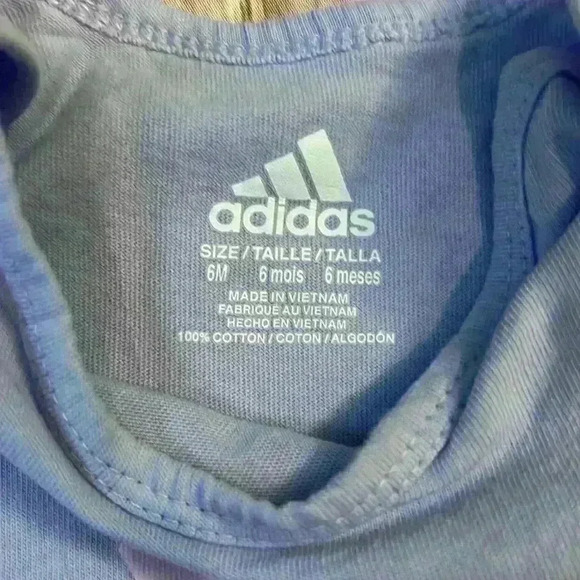 adidas
SIZE/TAILLE/TALLA
6M 6 mois 6 meses
MADE IN VIETNAM
FABRIQUÉ AU VIETNAM
HECHO EN VIETNAM
100% COTTON/COTON/ALGODÓN